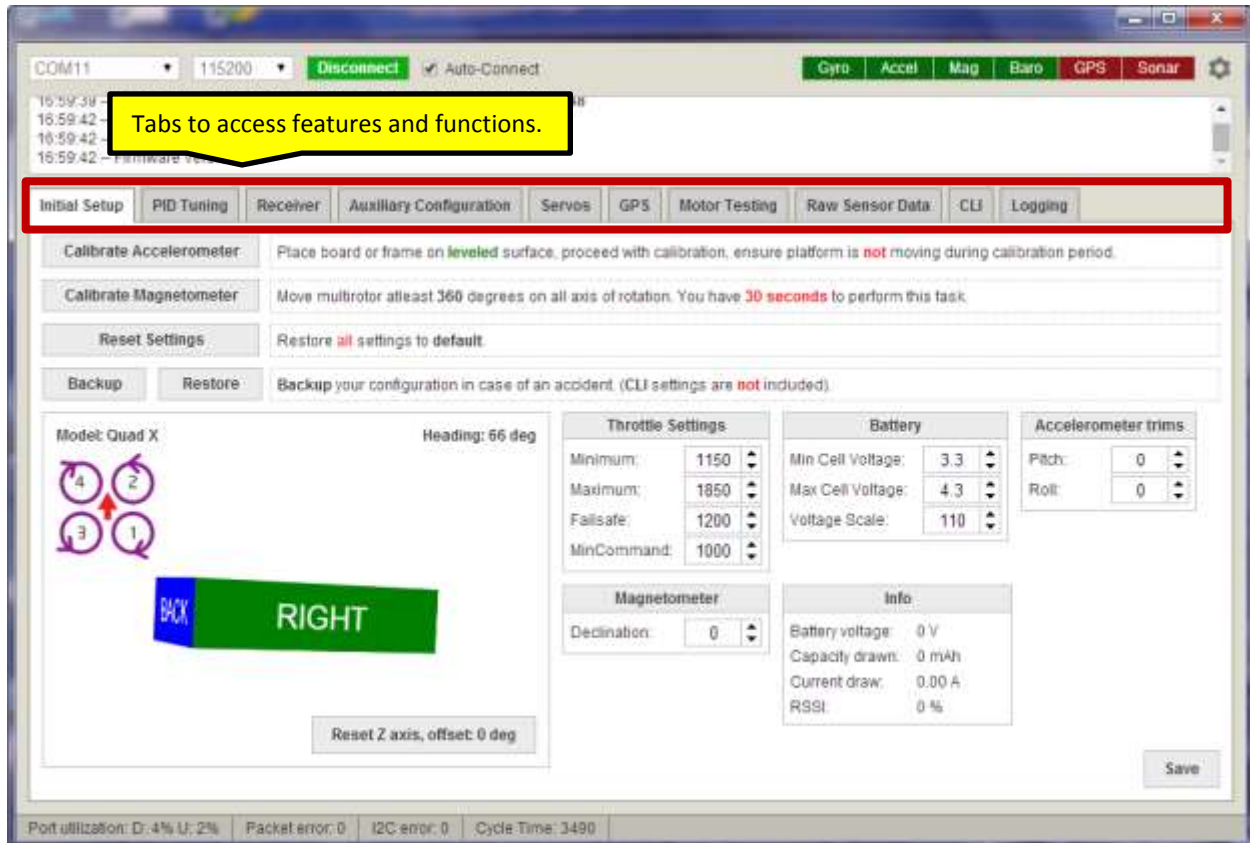 COM11 115200 Disconnect Auto-Connect Gyro Accel Mag Baro GPS Sonar
16:59:39 –
16:59:42 –
16:59:42 –
16:59:42 – Firmware
Tabs to access features and functions.
Initial Setup PID Tuning Receiver Auxiliary Configuration Servos GPS Motor Testing Raw Sensor Data CLI Logging
Calibrate Accelerometer Place board or frame on leveled surface, proceed with calibration, ensure platform is not moving during calibration period.
Calibrate Magnetometer Move multirotor atleast 360 degrees on all axis of rotation. You have 30 seconds to perform this task.
Reset Settings Restore all settings to default.
Backup Restore Backup your configuration in case of an accident. (CLI settings are not included).
Model: Quad X Heading: 66 deg
4 2
3 1
BACK RIGHT
Reset Z axis, offset: 0 deg
Throttle Settings
Minimum: 1150
Maximum: 1850
Failsafe: 1200
MinCommand: 1000
Battery
Min Cell Voltage: 3.3
Max Cell Voltage: 4.3
Voltage Scale: 110
Accelerometer trims
Pitch: 0
Roll: 0
Magnetometer
Declination: 0
Info
Battery voltage: 0 V
Capacity drawn: 0 mAh
Current draw: 0.00 A
RSSI: 0 %
Save
Port utilization: D: 4% U: 2% Packet error: 0 I2C error: 0 Cycle Time: 3490